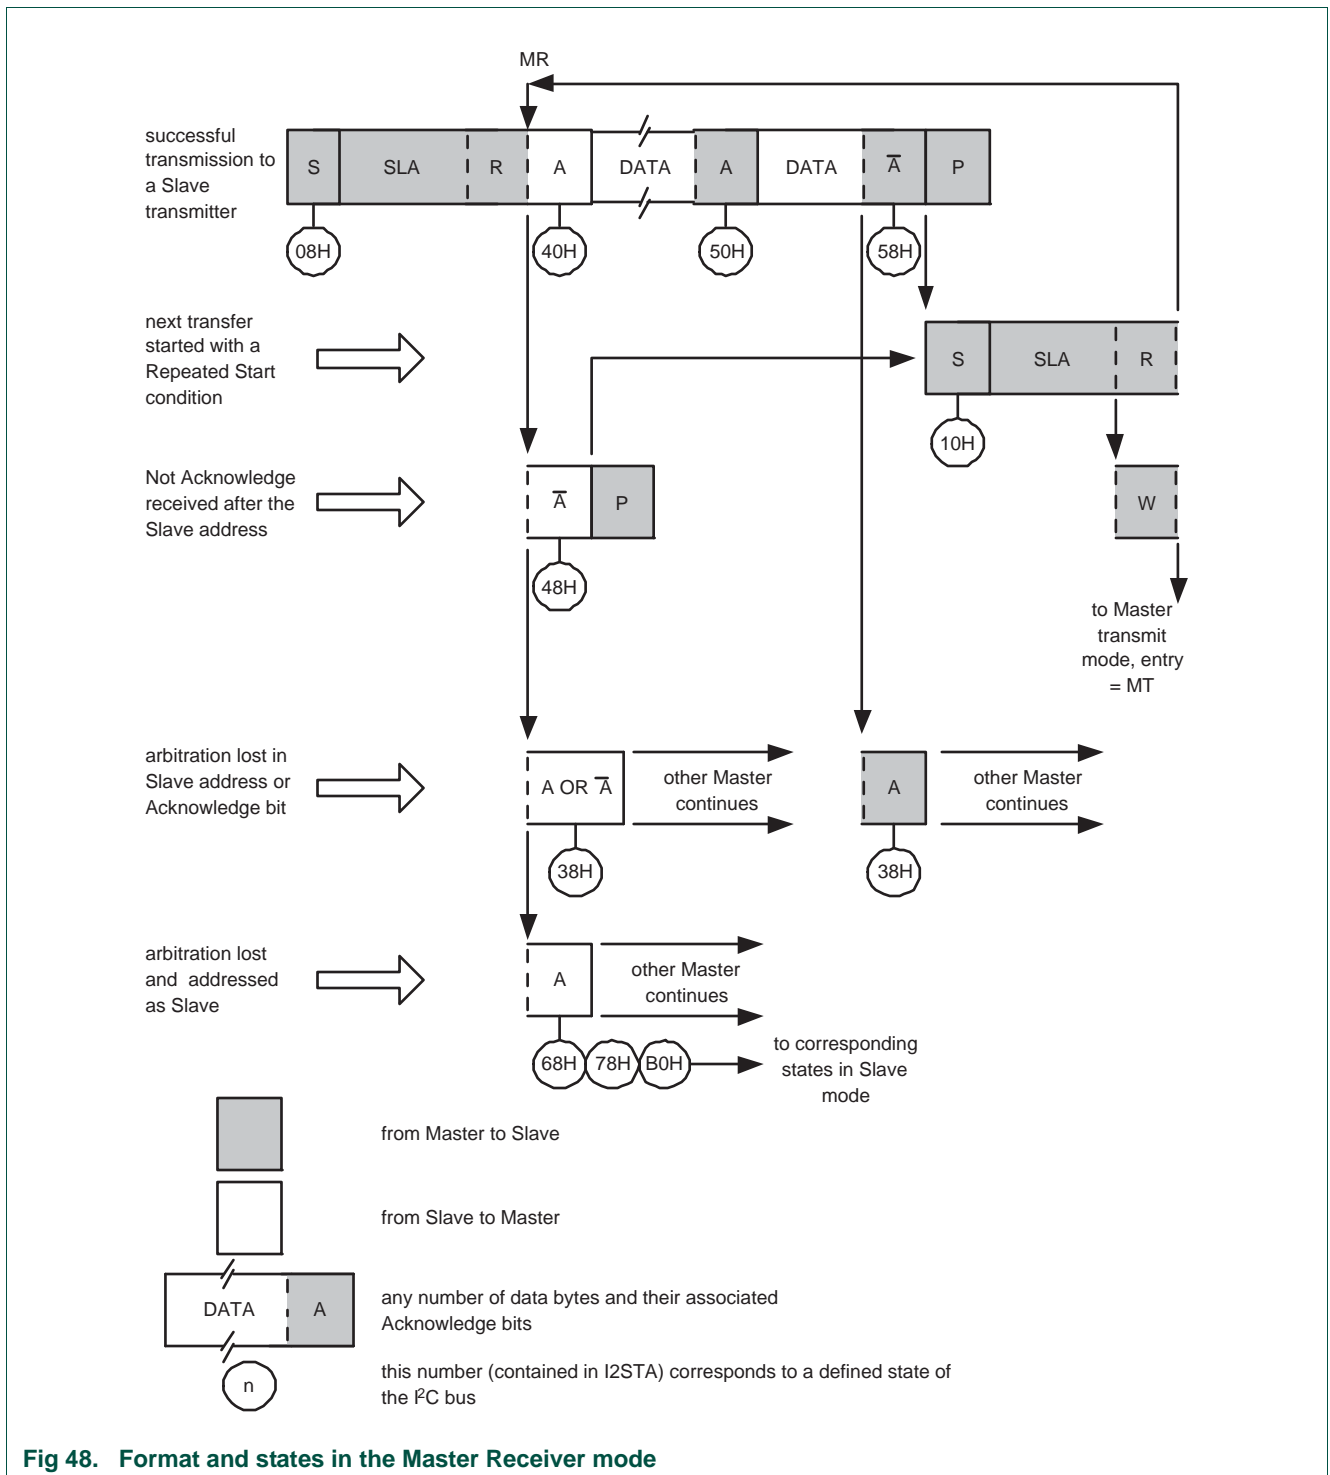 MR
successful
transmission to
a Slave
transmitter
S SLA R A DATA A DATA A̅ P
08H 40H 50H 58H
next transfer
started with a
Repeated Start
condition
S SLA R
10H
Not Acknowledge
received after the
Slave address
A̅ P
W
48H
to Master
transmit
mode, entry
= MT
arbitration lost in
Slave address or
Acknowledge bit
A OR A̅
other Master
continues
A
other Master
continues
38H 38H
arbitration lost
and addressed
as Slave
A
other Master
continues
68H 78H B0H
to corresponding
states in Slave
mode
from Master to Slave
from Slave to Master
DATA A
any number of data bytes and their associated
Acknowledge bits
n
this number (contained in I2STA) corresponds to a defined state of
the I²C bus
Fig 48. Format and states in the Master Receiver mode